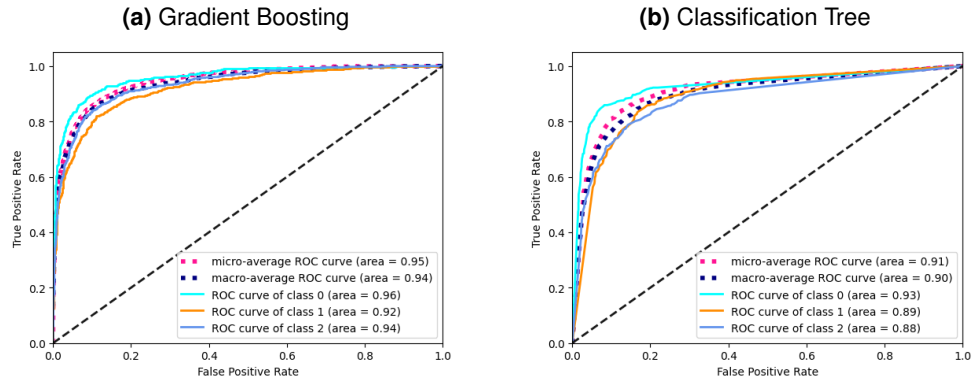 (a) Gradient Boosting
1.0
0.8
0.6
0.4
0.2
0.0
0.0 0.2 0.4 0.6 0.8 1.0
True Positive Rate
False Positive Rate
micro-average ROC curve (area = 0.95)
macro-average ROC curve (area = 0.94)
ROC curve of class 0 (area = 0.96)
ROC curve of class 1 (area = 0.92)
ROC curve of class 2 (area = 0.94)
(b) Classification Tree
1.0
0.8
0.6
0.4
0.2
0.0
0.0 0.2 0.4 0.6 0.8 1.0
True Positive Rate
False Positive Rate
micro-average ROC curve (area = 0.91)
macro-average ROC curve (area = 0.90)
ROC curve of class 0 (area = 0.93)
ROC curve of class 1 (area = 0.89)
ROC curve of class 2 (area = 0.88)